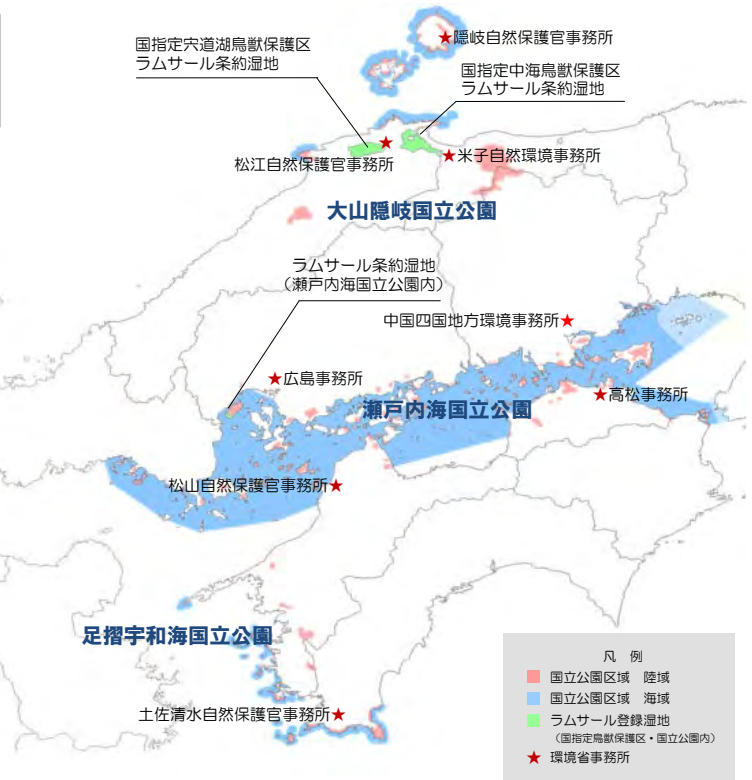 ★隠岐自然保護官事務所
国指定宍道湖鳥獣保護区
ラムサール条約湿地
国指定中海鳥獣保護区
ラムサール条約湿地
★
松江自然保護官事務所
★米子自然環境事務所
大山隠岐国立公園
ラムサール条約湿地
（瀬戸内海国立公園内）
中国四国地方環境事務所★
★広島事務所
★高松事務所
瀬戸内海国立公園
松山自然保護官事務所★
足摺宇和海国立公園
土佐清水自然保護官事務所★
凡 例
国立公園区域 陸域
国立公園区域 海域
ラムサール登録湿地
（国指定鳥獣保護区・国立公園内）
★ 環境省事務所